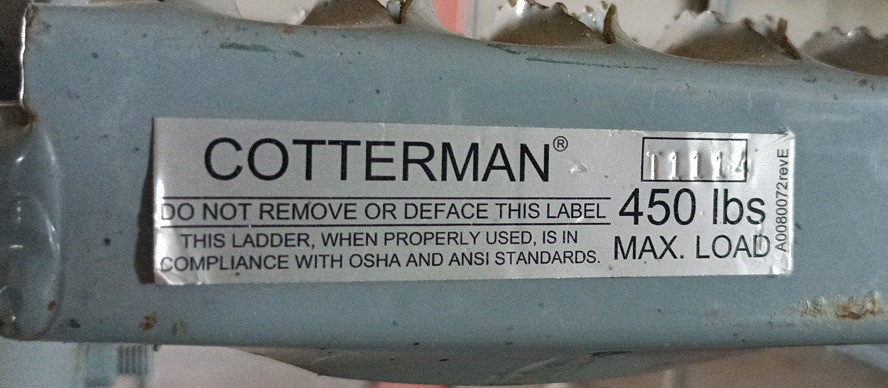 COTTERMAN®
11114
DO NOT REMOVE OR DEFACE THIS LABEL
THIS LADDER, WHEN PROPERLY USED, IS IN
COMPLIANCE WITH OSHA AND ANSI STANDARDS.
450 lbs
MAX. LOAD
A0080072revE